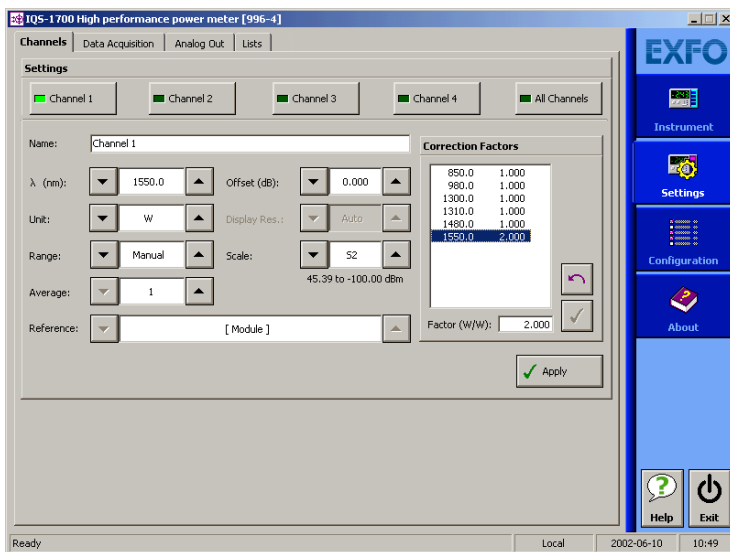 IQS-1700 High performance power meter [996-4]
Channels Data Acquisition Analog Out Lists
EXFO
Settings
Channel 1 Channel 2 Channel 3 Channel 4 All Channels
Instrument
Name: Channel 1
Correction Factors
λ (nm): 1550.0 Offset (dB): 0.000
850.0 1.000
980.0 1.000
1300.0 1.000
1310.0 1.000
1480.0 1.000
1550.0 2.000
Settings
Unit: W Display Res.: Auto
Range: Manual Scale: S2
45.39 to -100.00 dBm
Configuration
Average: 1
Reference: [ Module ]
Factor (W/W): 2.000
About
Apply
Help Exit
Ready Local 2002-06-10 10:49